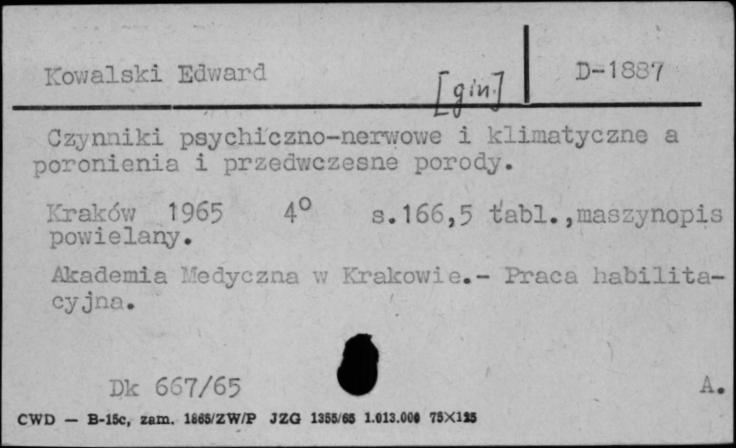 Kowalski Edward [gin.] D-1887
Czynniki psychiczno-nerwowe i klimatyczne a
poronienia i przedwczesne porody.
Kraków 1965 4° s.166,5 tabl.,maszynopis
powielany.
Akademia Medyczna w Krakowie.- Praca habilita-
cyjna.
Dk 667/65 A.
CWD — B-15c, zam. 1865/ZW/P JZG 1355/65 1.013.000 75X125